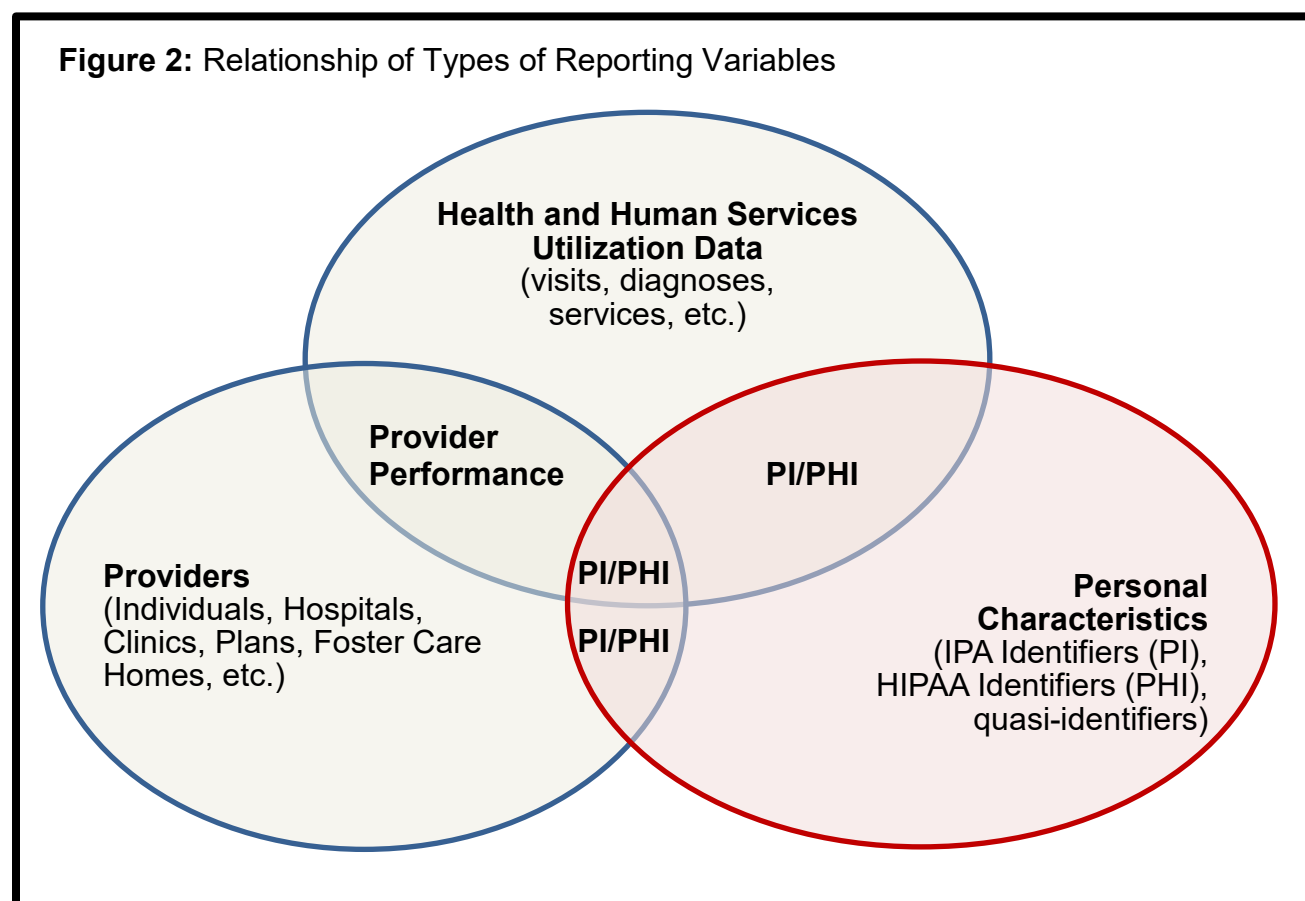 Figure 2: Relationship of Types of Reporting Variables
Health and Human Services
Utilization Data
(visits, diagnoses,
services, etc.)
Provider
Performance
PI/PHI
PI/PHI
PI/PHI
Providers
(Individuals, Hospitals,
Clinics, Plans, Foster Care
Homes, etc.)
Personal
Characteristics
(IPA Identifiers (PI),
HIPAA Identifiers (PHI),
quasi-identifiers)